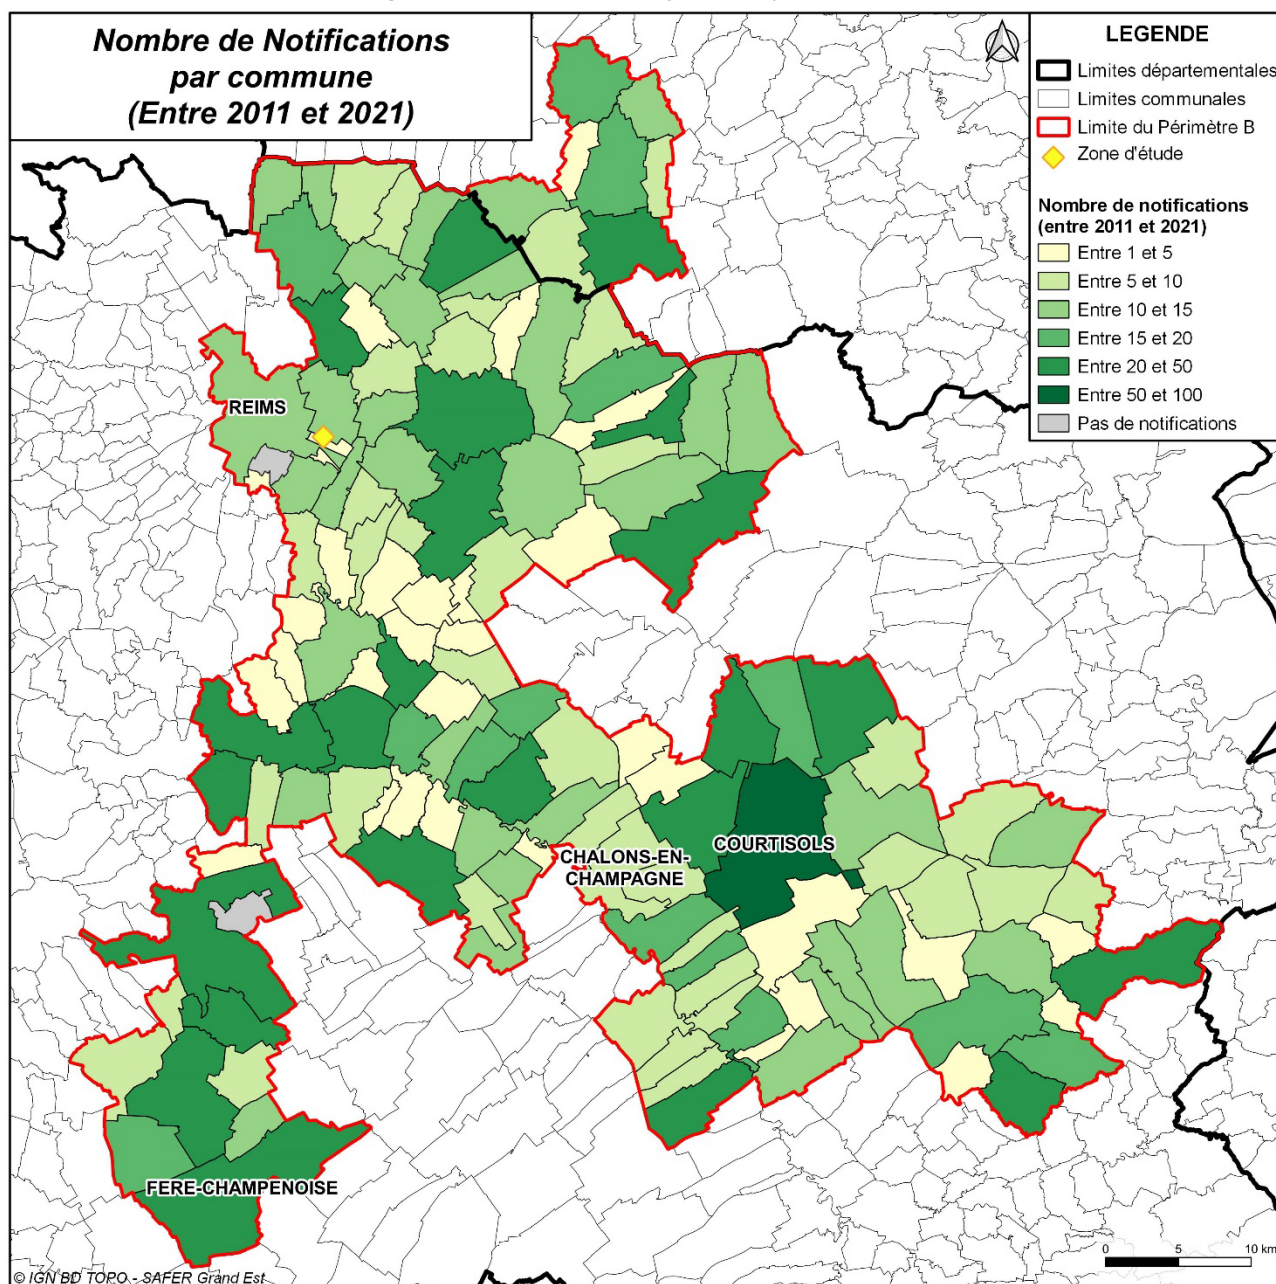 Nombre de Notifications
par commune
(Entre 2011 et 2021)
LEGENDE
Limites départementales
Limites communales
Limite du Périmètre B
Zone d'étude
Nombre de notifications
(entre 2011 et 2021)
Entre 1 et 5
Entre 5 et 10
Entre 10 et 15
Entre 15 et 20
Entre 20 et 50
Entre 50 et 100
Pas de notifications
REIMS
COURTISOLS
CHALONS-EN-
CHAMPAGNE
FERE-CHAMPENOISE
0 5 10 km
© IGN BD TOPO - SAFER Grand Est